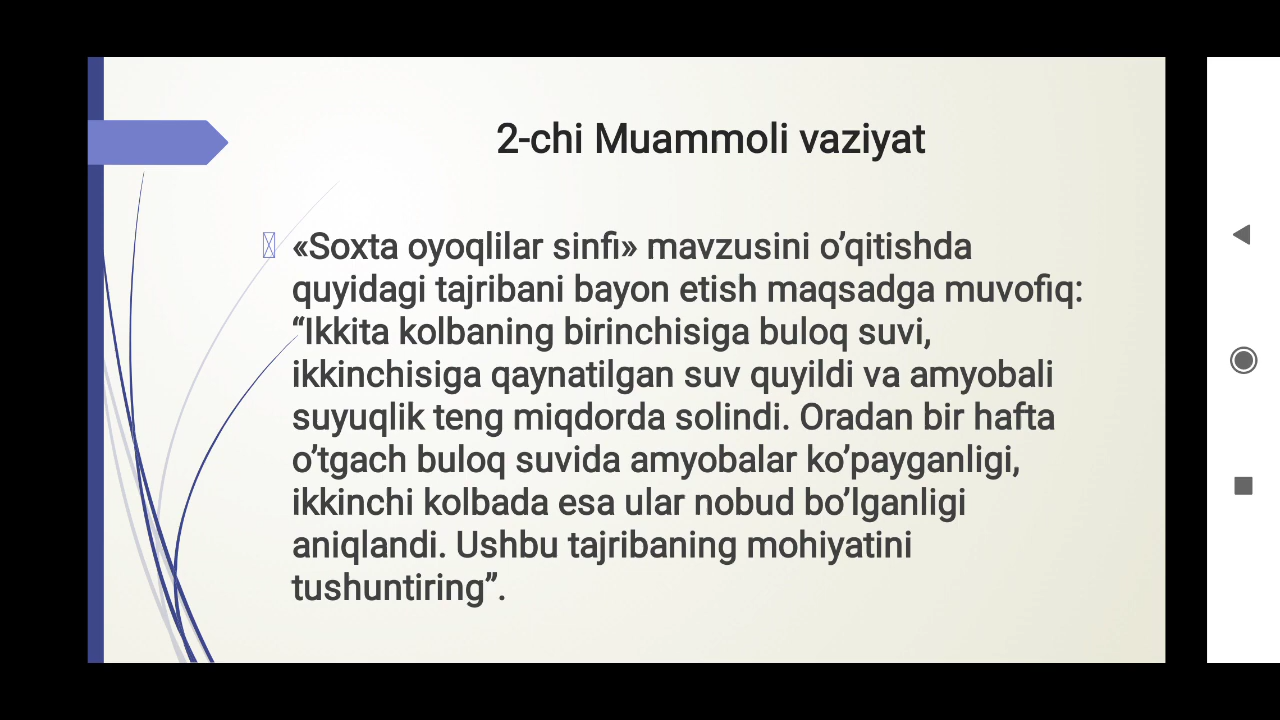 2-chi Muammoli vaziyat
«Soxta oyoqlilar sinfi» mavzusini o’qitishda
quyidagi tajribani bayon etish maqsadga muvofiq:
“Ikkita kolbaning birinchisiga buloq suvi,
ikkinchisiga qaynatilgan suv quyildi va amyobali
suyuqlik teng miqdorda solindi. Oradan bir hafta
o’tgach buloq suvida amyobalar ko’payganligi,
ikkinchi kolbada esa ular nobud bo’lganligi
aniqlandi. Ushbu tajribaning mohiyatini
tushuntiring”.